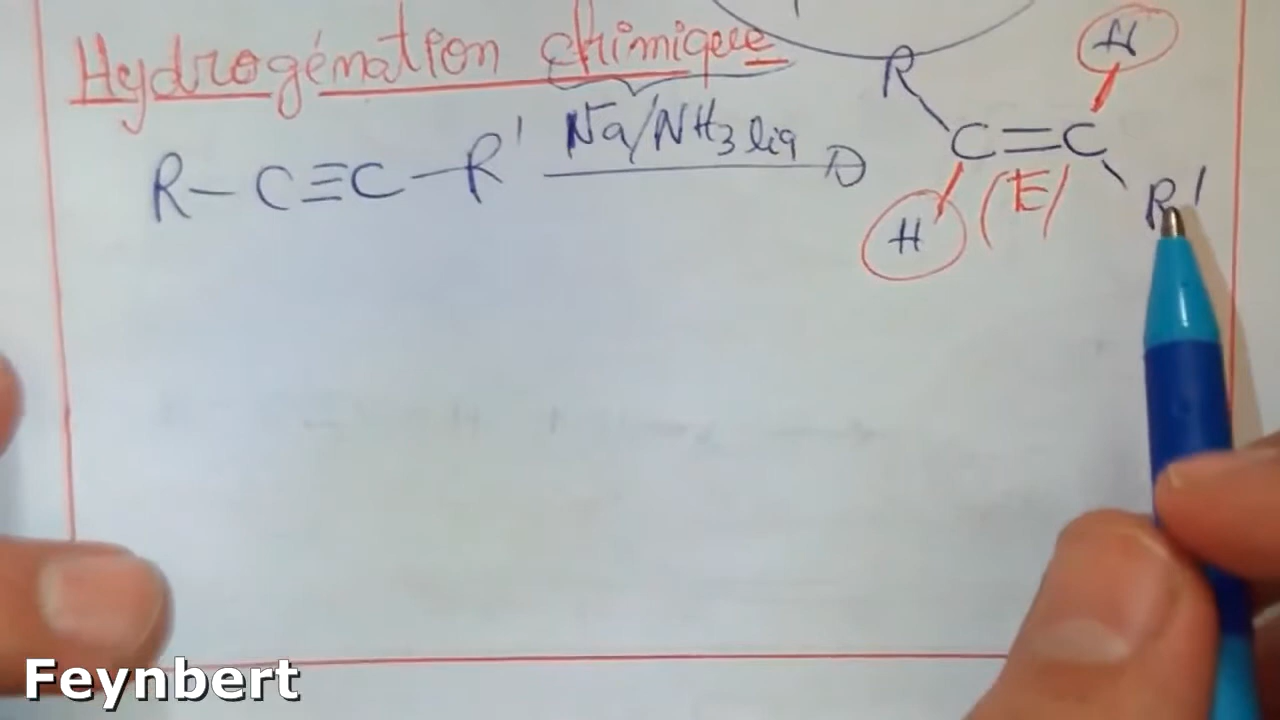 Hydrogénation chimique
R-C≡C-R' Na/NH3 liq
R H
C=C
H (E) R'
Feynbert